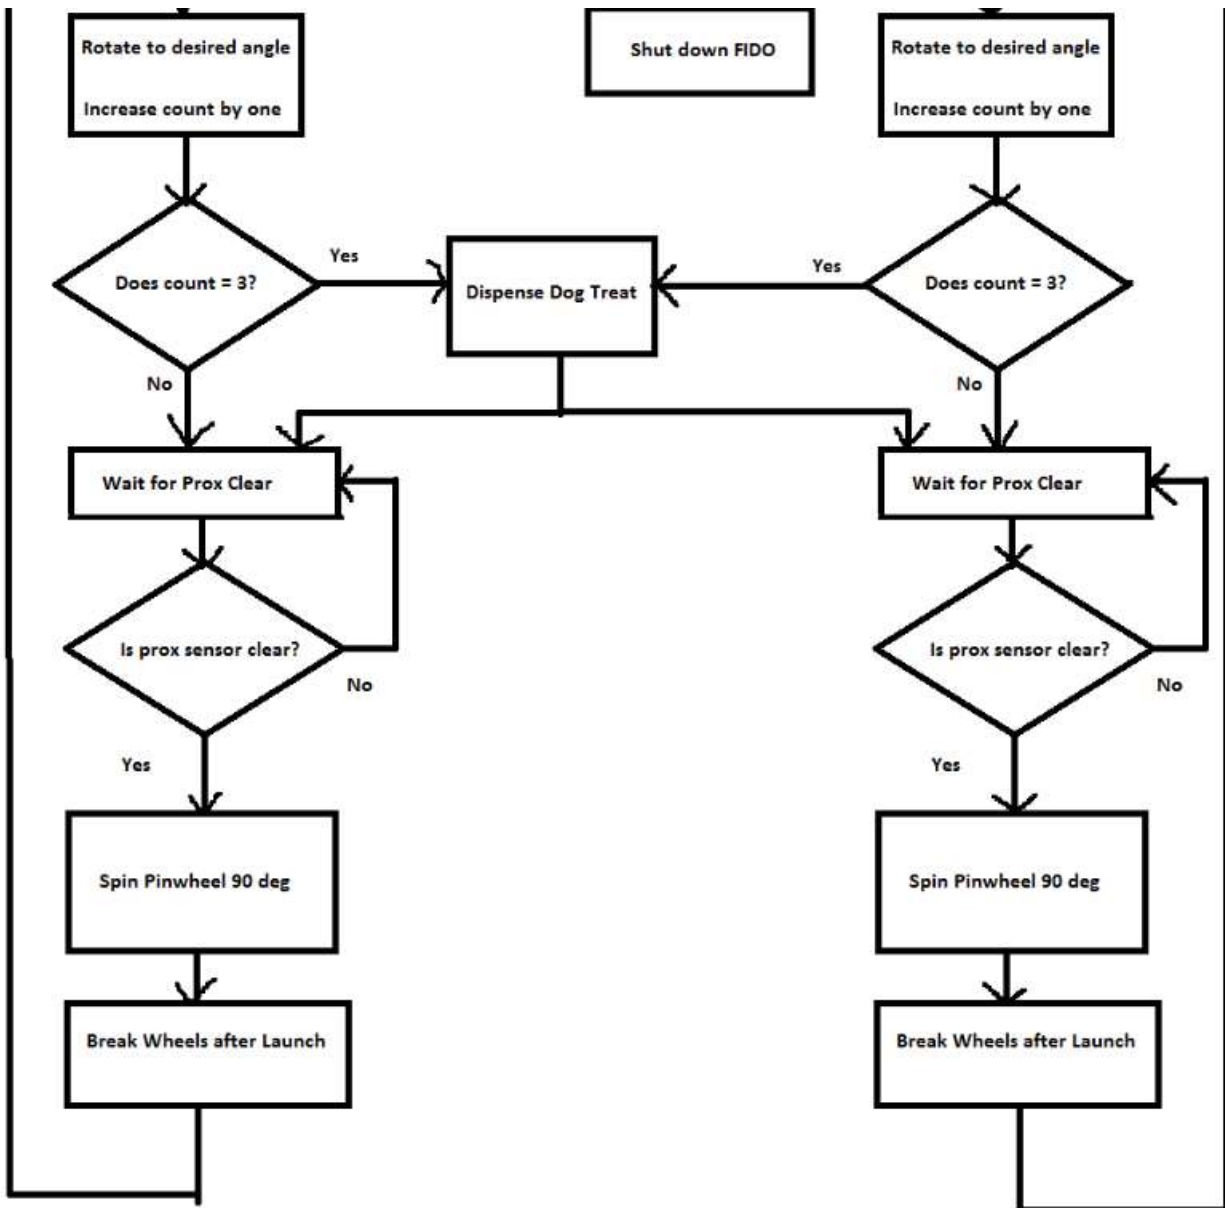 Rotate to desired angle
Increase count by one
Shut down FIDO
Rotate to desired angle
Increase count by one
Does count = 3?
Yes
Dispense Dog Treat
Yes
Does count = 3?
No
No
Wait for Prox Clear
Wait for Prox Clear
Is prox sensor clear?
No
Is prox sensor clear?
No
Yes
Yes
Spin Pinwheel 90 deg
Spin Pinwheel 90 deg
Break Wheels after Launch
Break Wheels after Launch